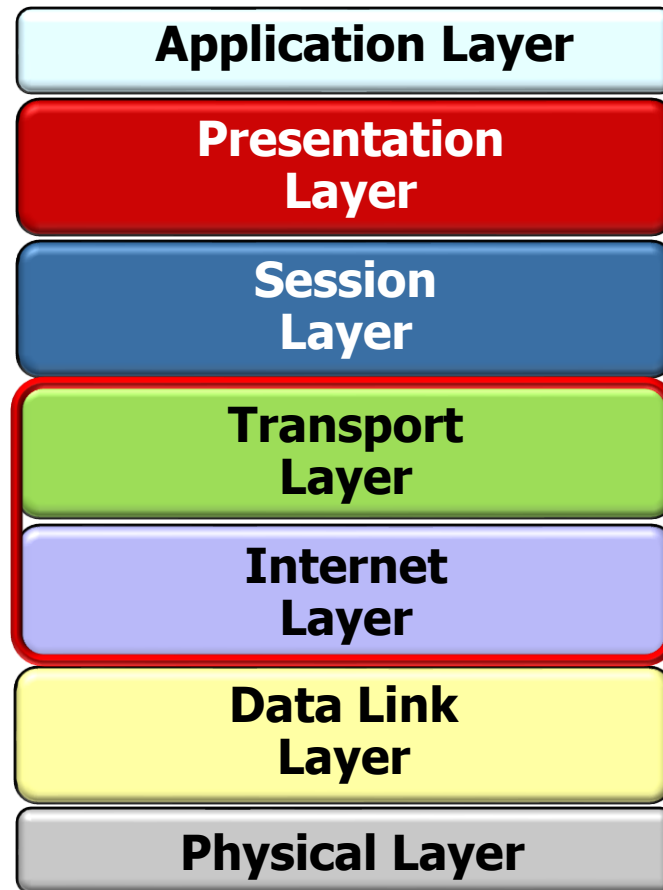 Application Layer
Presentation
Layer
Session
Layer
Transport
Layer
Internet
Layer
Data Link
Layer
Physical Layer